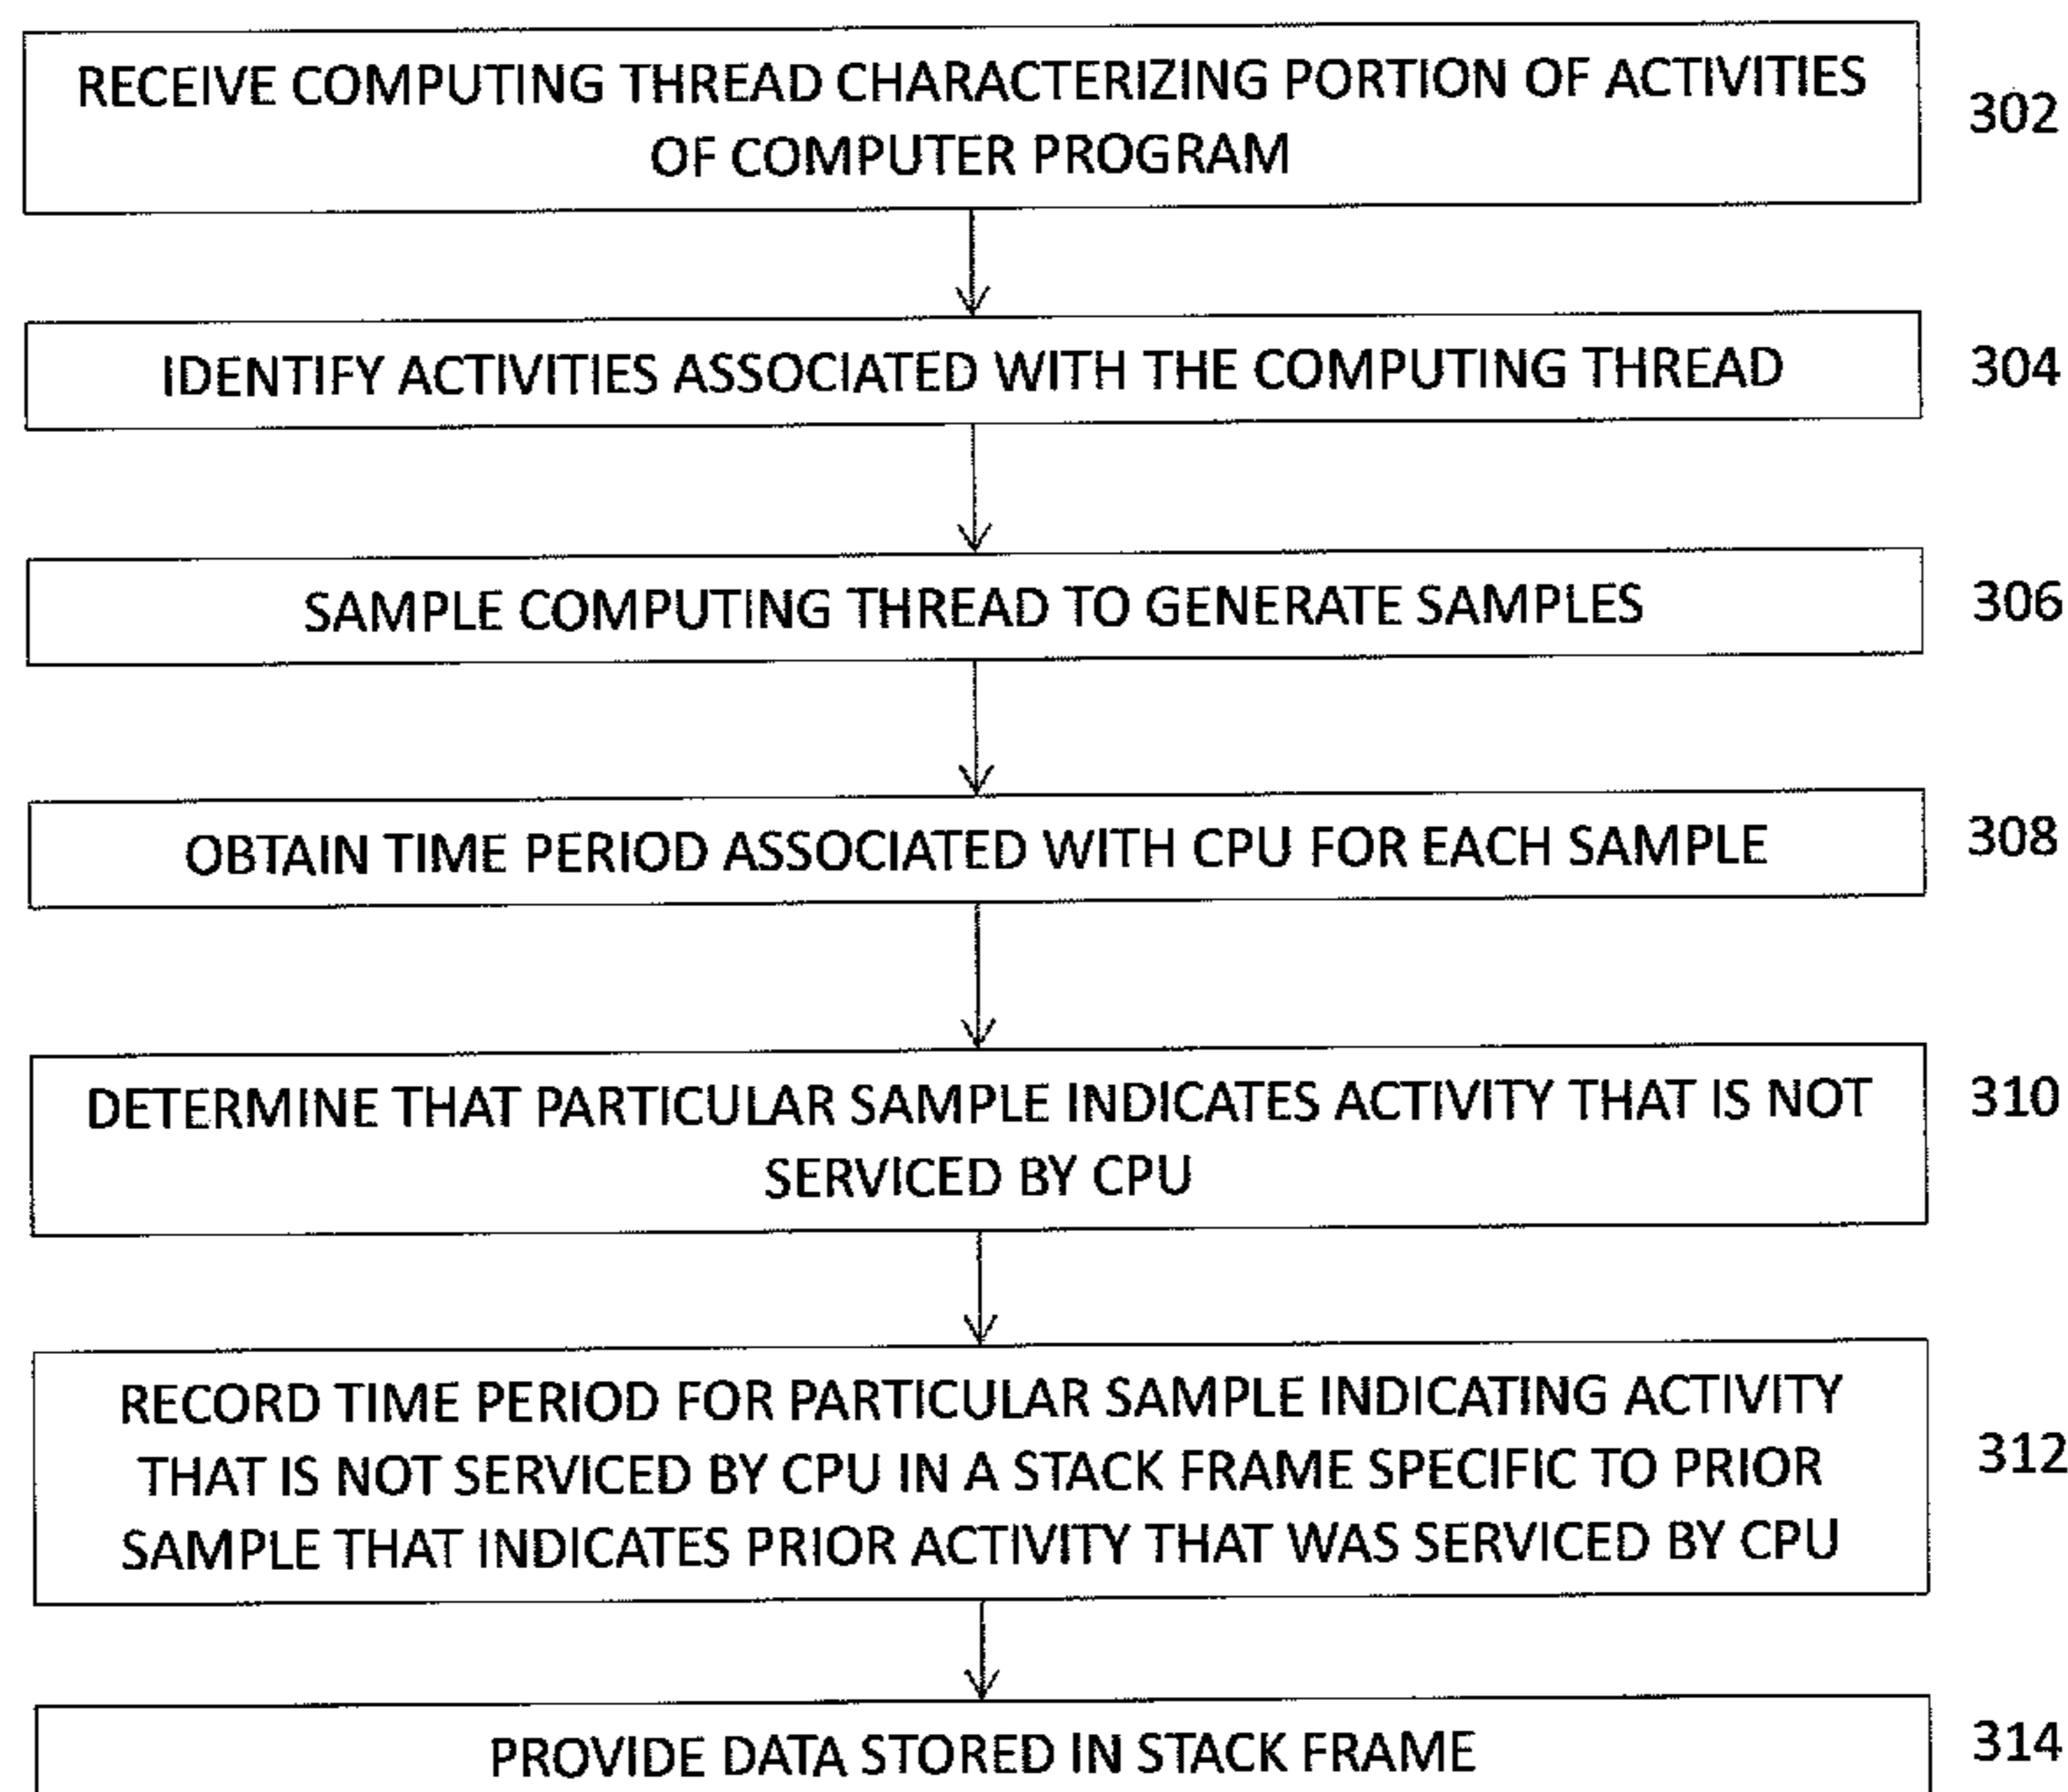 RECEIVE COMPUTING THREAD CHARACTERIZING PORTION OF ACTIVITIES
OF COMPUTER PROGRAM
302
IDENTIFY ACTIVITIES ASSOCIATED WITH THE COMPUTING THREAD
304
SAMPLE COMPUTING THREAD TO GENERATE SAMPLES
306
OBTAIN TIME PERIOD ASSOCIATED WITH CPU FOR EACH SAMPLE
308
DETERMINE THAT PARTICULAR SAMPLE INDICATES ACTIVITY THAT IS NOT
SERVICED BY CPU
310
RECORD TIME PERIOD FOR PARTICULAR SAMPLE INDICATING ACTIVITY
THAT IS NOT SERVICED BY CPU IN A STACK FRAME SPECIFIC TO PRIOR
SAMPLE THAT INDICATES PRIOR ACTIVITY THAT WAS SERVICED BY CPU
312
PROVIDE DATA STORED IN STACK FRAME
314